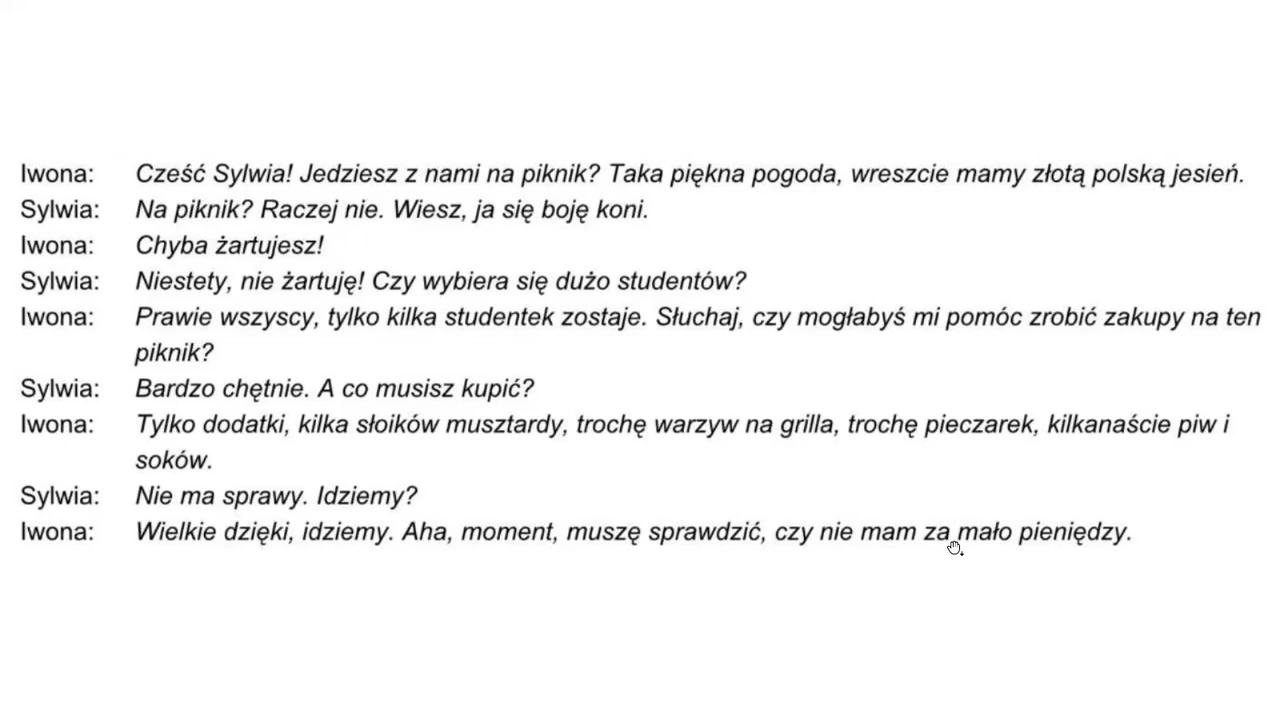 Iwona: Cześć Sylwia! Jedziesz z nami na piknik? Taka piękna pogoda, wreszcie mamy złotą polską jesień.
Sylwia: Na piknik? Raczej nie. Wiesz, ja się boję koni.
Iwona: Chyba żartujesz!
Sylwia: Niestety, nie żartuję! Czy wybiera się dużo studentów?
Iwona: Prawie wszyscy, tylko kilka studentek zostaje. Słuchaj, czy mogłabyś mi pomóc zrobić zakupy na ten
piknik?
Sylwia: Bardzo chętnie. A co musisz kupić?
Iwona: Tylko dodatki, kilka słoików musztardy, trochę warzyw na grilla, trochę pieczarek, kilkanaście piw i
soków.
Sylwia: Nie ma sprawy. Idziemy?
Iwona: Wielkie dzięki, idziemy. Aha, moment, muszę sprawdzić, czy nie mam za mało pieniędzy.